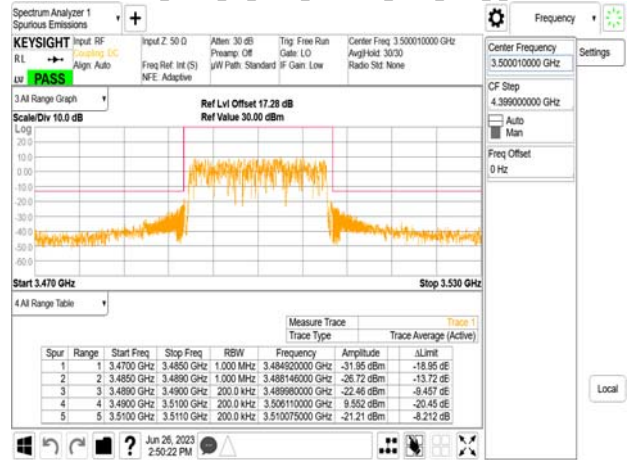 Spectrum Analyzer 1
Spurious Emissions
+
Frequency
KEYSIGHT Input: RF Input Z: 50 Ω Atten: 30 dB Trig: Free Run Center Freq: 3.500010000 GHz
RL Coupling: DC Preamp: Off Gate: LO Avg|Hold: 30/30
Align: Auto Freq Ref: Int (S) µW Path: Standard IF Gain: Low Radio Std: None
PASS NFE: Adaptive
Center Frequency
3.500010000 GHz
Settings
CF Step
4.399000000 GHz
Auto
Man
Freq Offset
0 Hz
3.All Range Graph
Ref Lvl Offset 17.28 dB
Scale/Div 10.0 dB Ref Value 30.00 dBm
Log
20.0
10.0
0.00
-10.0
-20.0
-30.0
-40.0
-50.0
-60.0
Start 3.470 GHz Stop 3.530 GHz
4.All Range Table
Measure Trace Trace 1
Trace Type Trace Average (Active)
Spur Range Start Freq Stop Freq RBW Frequency Amplitude ΔLimit
1 1 3.4700 GHz 3.4850 GHz 1.000 MHz 3.484920000 GHz -31.95 dBm -18.95 dB
2 2 3.4850 GHz 3.4890 GHz 1.000 MHz 3.488146000 GHz -26.72 dBm -13.72 dB
3 3 3.4890 GHz 3.4900 GHz 200.0 kHz 3.489980000 GHz -22.46 dBm -9.457 dB
4 4 3.4900 GHz 3.5100 GHz 200.0 kHz 3.506110000 GHz 9.552 dBm -20.45 dB
5 5 3.5100 GHz 3.5110 GHz 200.0 kHz 3.510075000 GHz -21.21 dBm -8.212 dB
Local
? Jun 26, 2023
2:50:22 PM